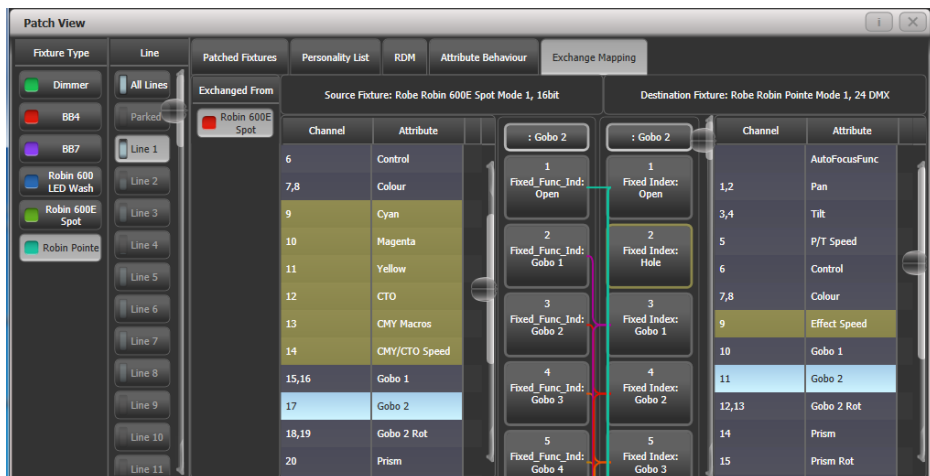 Patch View
i X
Fixture Type
Line
Patched Fixtures
Personality List
RDM
Attribute Behaviour
Exchange Mapping
Dimmer
BB4
BB7
Robin 600
LED Wash
Robin 600E
Spot
Robin Pointe
All Lines
Parked
Line 1
Line 2
Line 3
Line 4
Line 5
Line 6
Line 7
Line 8
Line 9
Line 10
Line 11
Exchanged From
Robin 600E
Spot
Source Fixture: Robe Robin 600E Spot Mode 1, 16bit
Channel Attribute
6 Control
7,8 Colour
9 Cyan
10 Magenta
11 Yellow
12 CTO
13 CMY Macros
14 CMY/CTO Speed
15,16 Gobo 1
17 Gobo 2
18,19 Gobo 2 Rot
20 Prism
: Gobo 2
1
Fixed_Func_Ind:
Open
2
Fixed_Func_Ind:
Gobo 1
3
Fixed_Func_Ind:
Gobo 2
4
Fixed_Func_Ind:
Gobo 3
5
Fixed_Func_Ind:
Gobo 4
Destination Fixture: Robe Robin Pointe Mode 1, 24 DMX
: Gobo 2
1
Fixed Index:
Open
2
Fixed Index:
Hole
3
Fixed Index:
Gobo 1
4
Fixed Index:
Gobo 2
5
Fixed Index:
Gobo 3
Channel Attribute
AutoFocusFunc
1,2 Pan
3,4 Tilt
5 P/T Speed
6 Control
7,8 Colour
9 Effect Speed
10 Gobo 1
11 Gobo 2
12,13 Gobo 2 Rot
14 Prism
15 Prism Rot